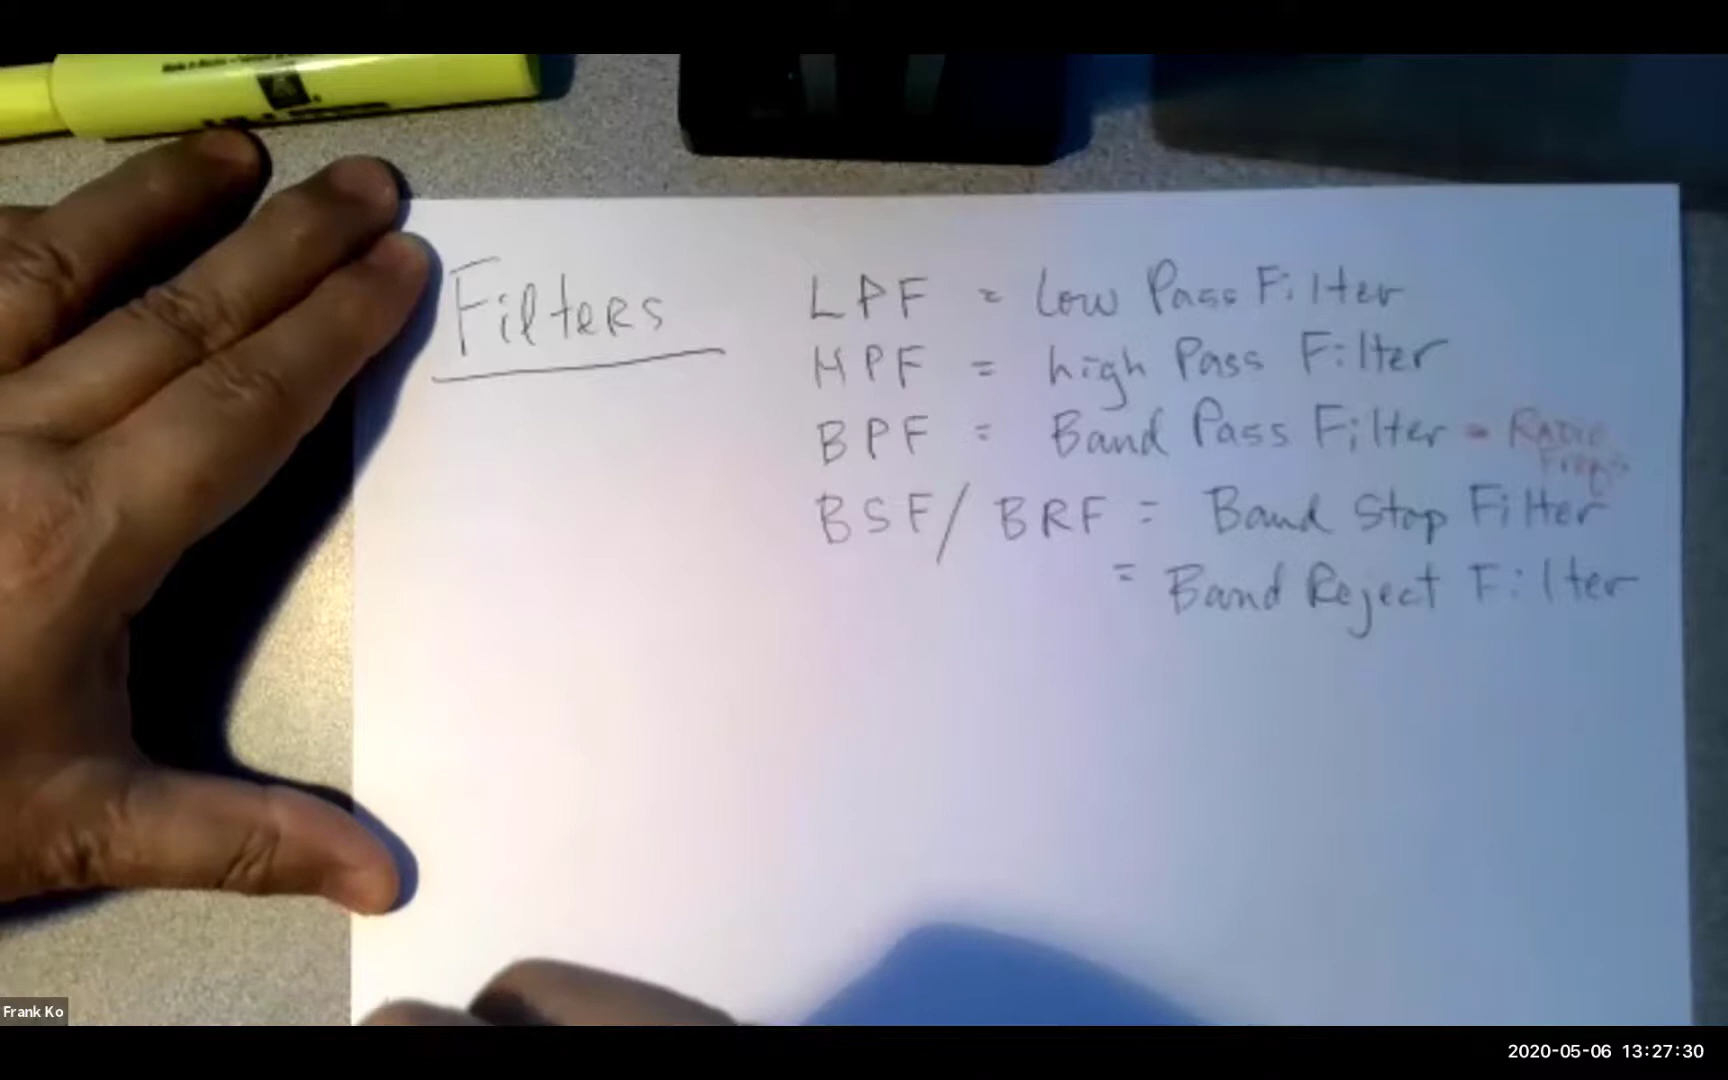 Filters
LPF = Low Pass Filter
HPF = high Pass Filter
BPF = Band Pass Filter - RADIO
Freqs
BSF/ BRF = Band Stop Filter
= Band Reject Filter
Frank Ko
2020-05-06 13:27:30